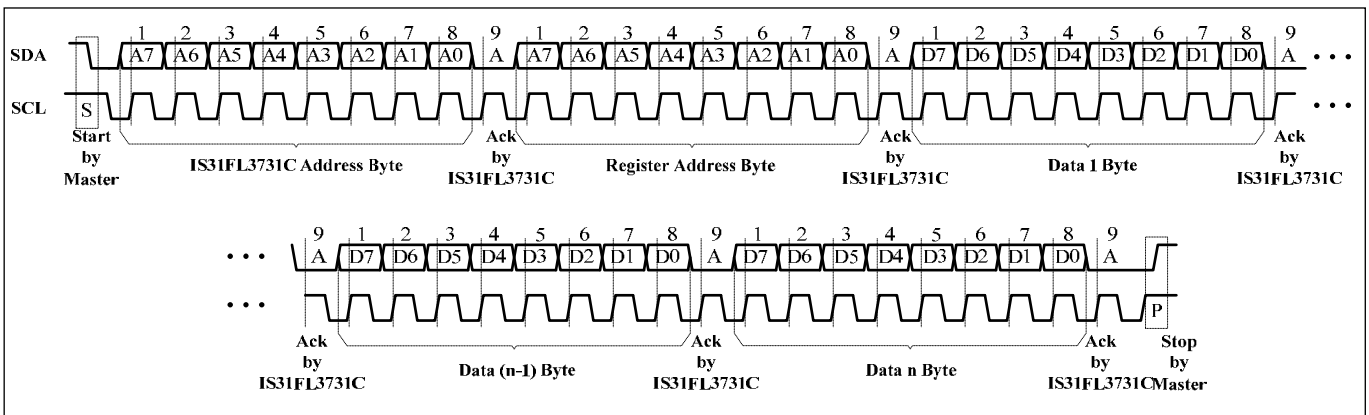 1 2 3 4 5 6 7 8 9 1 2 3 4 5 6 7 8 9 1 2 3 4 5 6 7 8 9
SDA A7 A6 A5 A4 A3 A2 A1 A0 A A7 A6 A5 A4 A3 A2 A1 A0 A D7 D6 D5 D4 D3 D2 D1 D0 A • • •
SCL S • • •
Start by Master
IS31FL3731C Address Byte
Ack by IS31FL3731C
Register Address Byte
Ack by IS31FL3731C
Data 1 Byte
Ack by IS31FL3731C
9 1 2 3 4 5 6 7 8 9 1 2 3 4 5 6 7 8 9
• • • A D7 D6 D5 D4 D3 D2 D1 D0 A D7 D6 D5 D4 D3 D2 D1 D0 A
• • • P
Ack by IS31FL3731C
Data (n-1) Byte
Ack by IS31FL3731C
Data n Byte
Ack by IS31FL3731C
Stop by Master